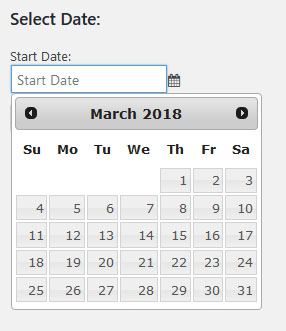 Select Date:
Start Date:
Start Date
March 2018
Su Mo Tu We Th Fr Sa
1 2 3
4 5 6 7 8 9 10
11 12 13 14 15 16 17
18 19 20 21 22 23 24
25 26 27 28 29 30 31